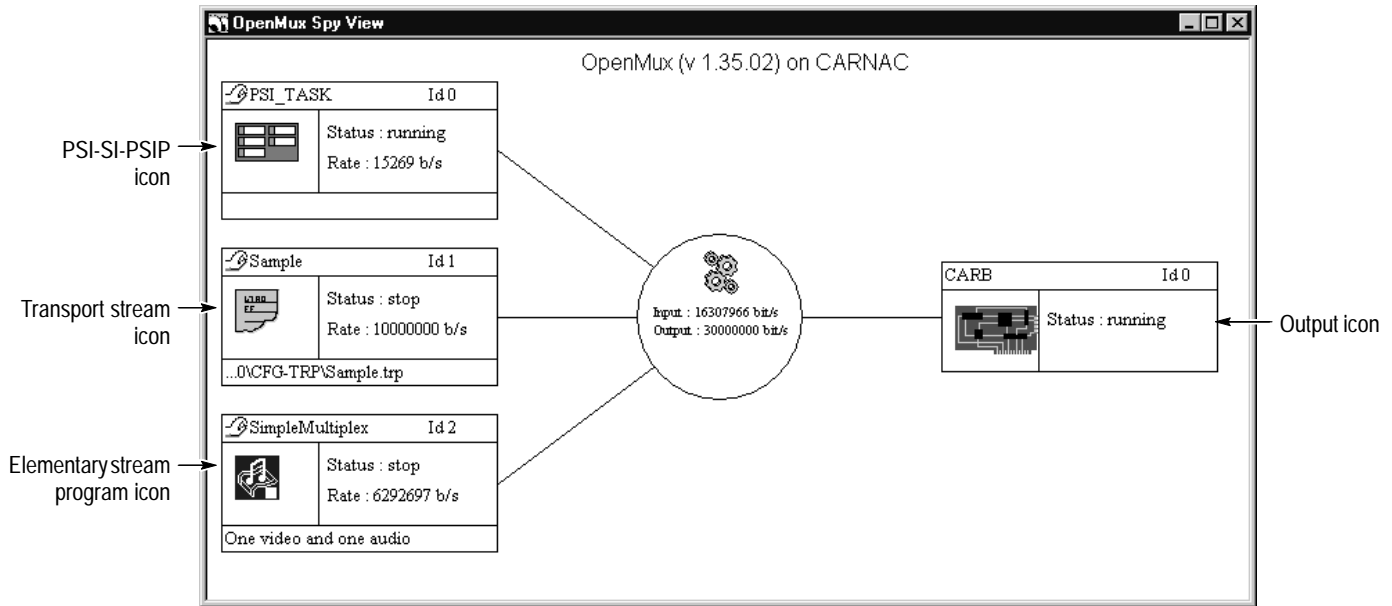 OpenMux Spy View
OpenMux (v 1.35.02) on CARNAC
PSI_TASK Id 0
Status : running
Rate : 15269 b/s
PSI-SI-PSIP
icon
Sample Id 1
Status : stop
Rate : 10000000 b/s
...0\CFG-TRP\Sample.trp
Transport stream
icon
SimpleMultiplex Id 2
Status : stop
Rate : 6292697 b/s
One video and one audio
Elementary stream
program icon
Input : 16307966 bit/s
Output : 30000000 bit/s
CARB Id 0
Status : running
Output icon